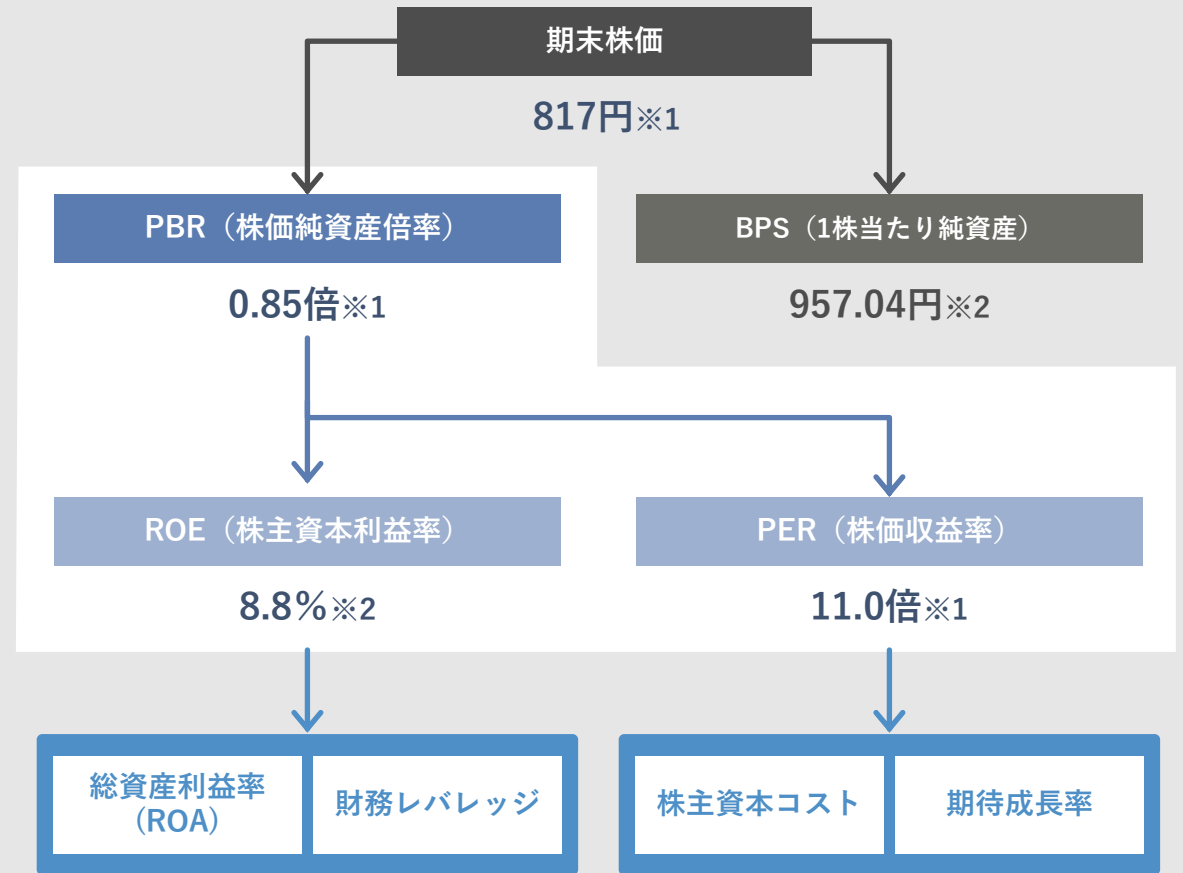 期末株価
817円※1
PBR（株価純資産倍率）
BPS（1株当たり純資産）
0.85倍※1
957.04円※2
ROE（株主資本利益率）
PER（株価収益率）
8.8%※2
11.0倍※1
総資産利益率
(ROA)
財務レバレッジ
株主資本コスト
期待成長率